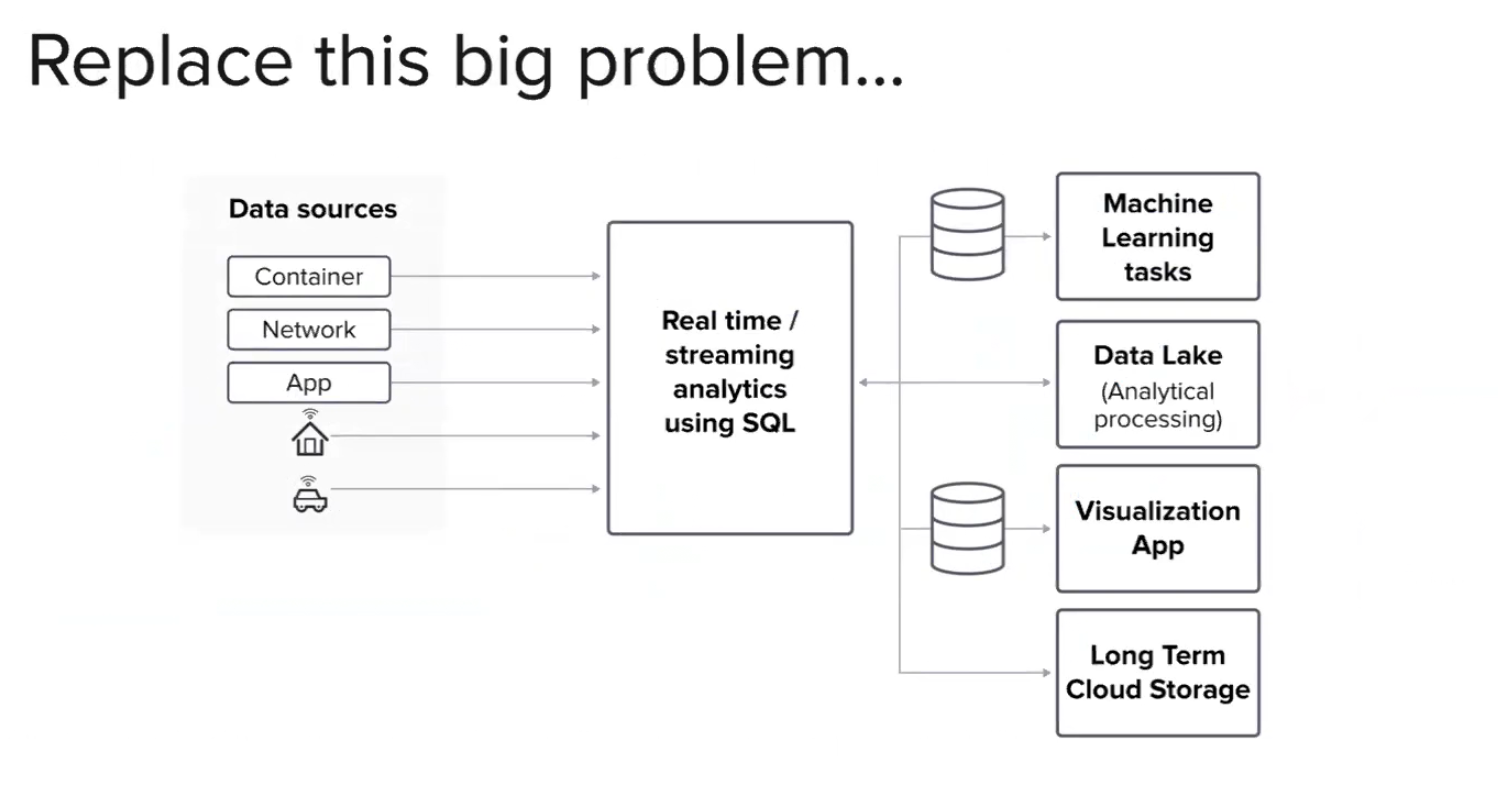 Replace this big problem...
Data sources
Container
Network
App
Real time /
streaming
analytics
using SQL
Machine
Learning
tasks
Data Lake
(Analytical
processing)
Visualization
App
Long Term
Cloud Storage